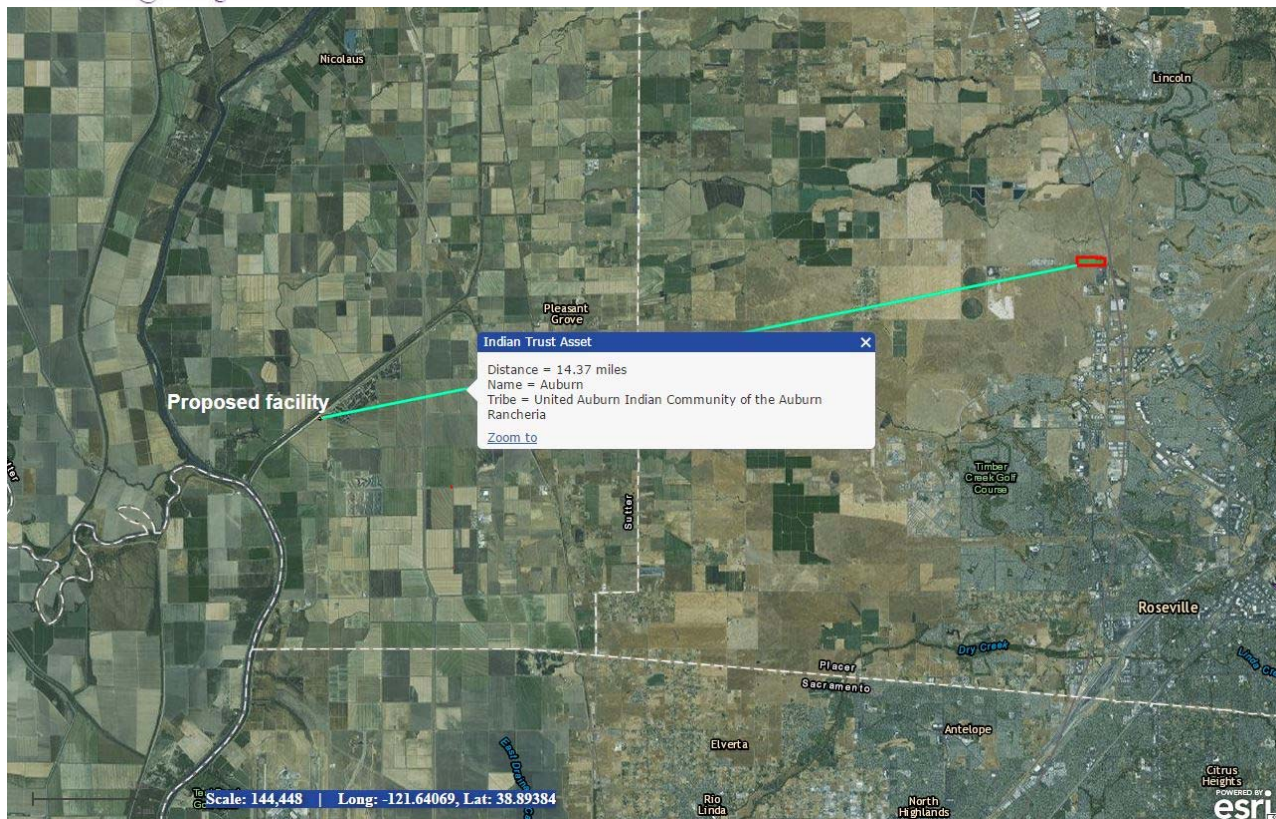 Nicolaus
Lincoln
Pleasant
Grove
Indian Trust Asset
Distance = 14.37 miles
Name = Auburn
Tribe = United Auburn Indian Community of the Auburn
Rancheria
Zoom to
Proposed facility
Timber
Creek Golf
Course
Sutter
Roseville
Dry Creek
Placer
Sacramento
Antelope
Elverta
Citrus
Heights
Rio
Linda
North
Highlands
Scale: 144,448 | Long: -121.64069, Lat: 38.89384
POWERED BY
esri